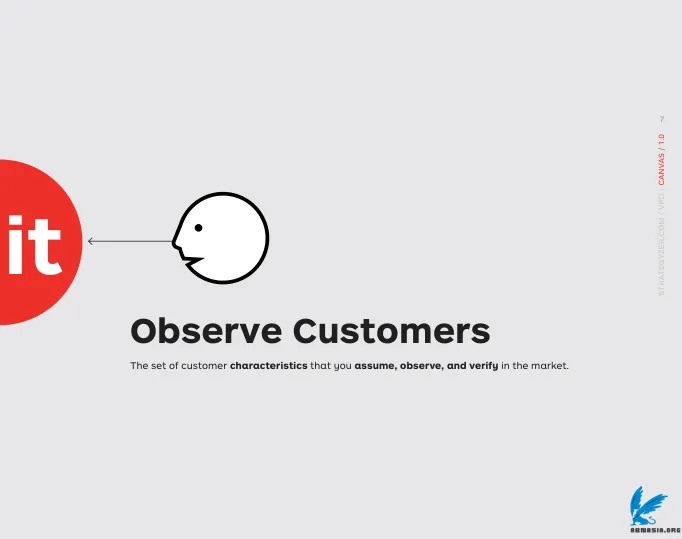 7
STRATEGYZER.COM / VPD / CANVAS / 1.0
it
Observe Customers
The set of customer characteristics that you assume, observe, and verify in the market.
ABNASIA.ORG